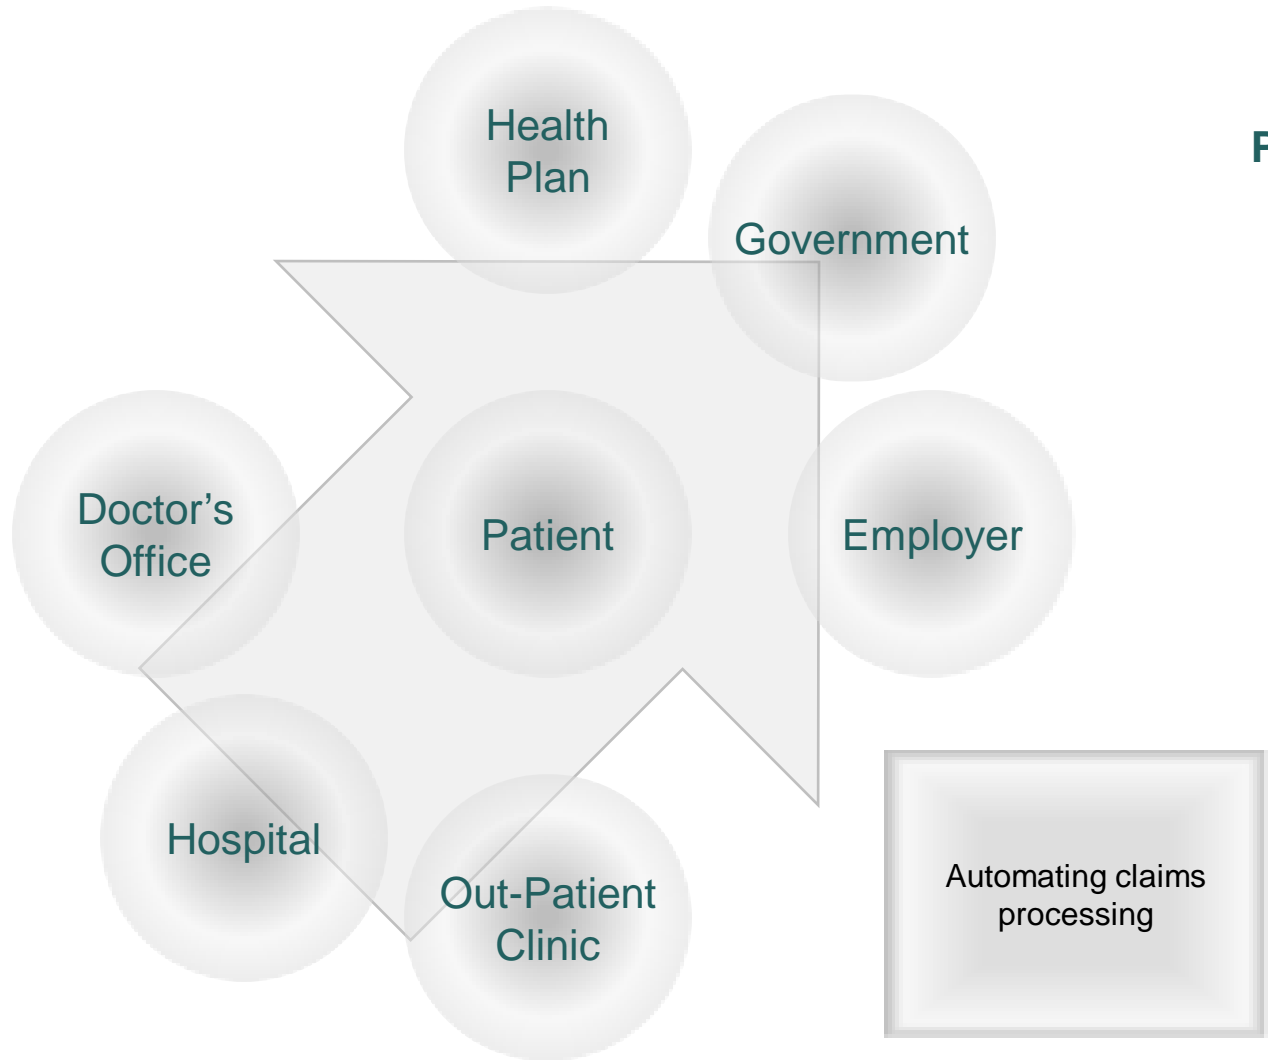 Health
Plan
Government
Doctor’s
Office
Patient
Employer
Hospital
Out-Patient
Clinic
Automating claims
processing